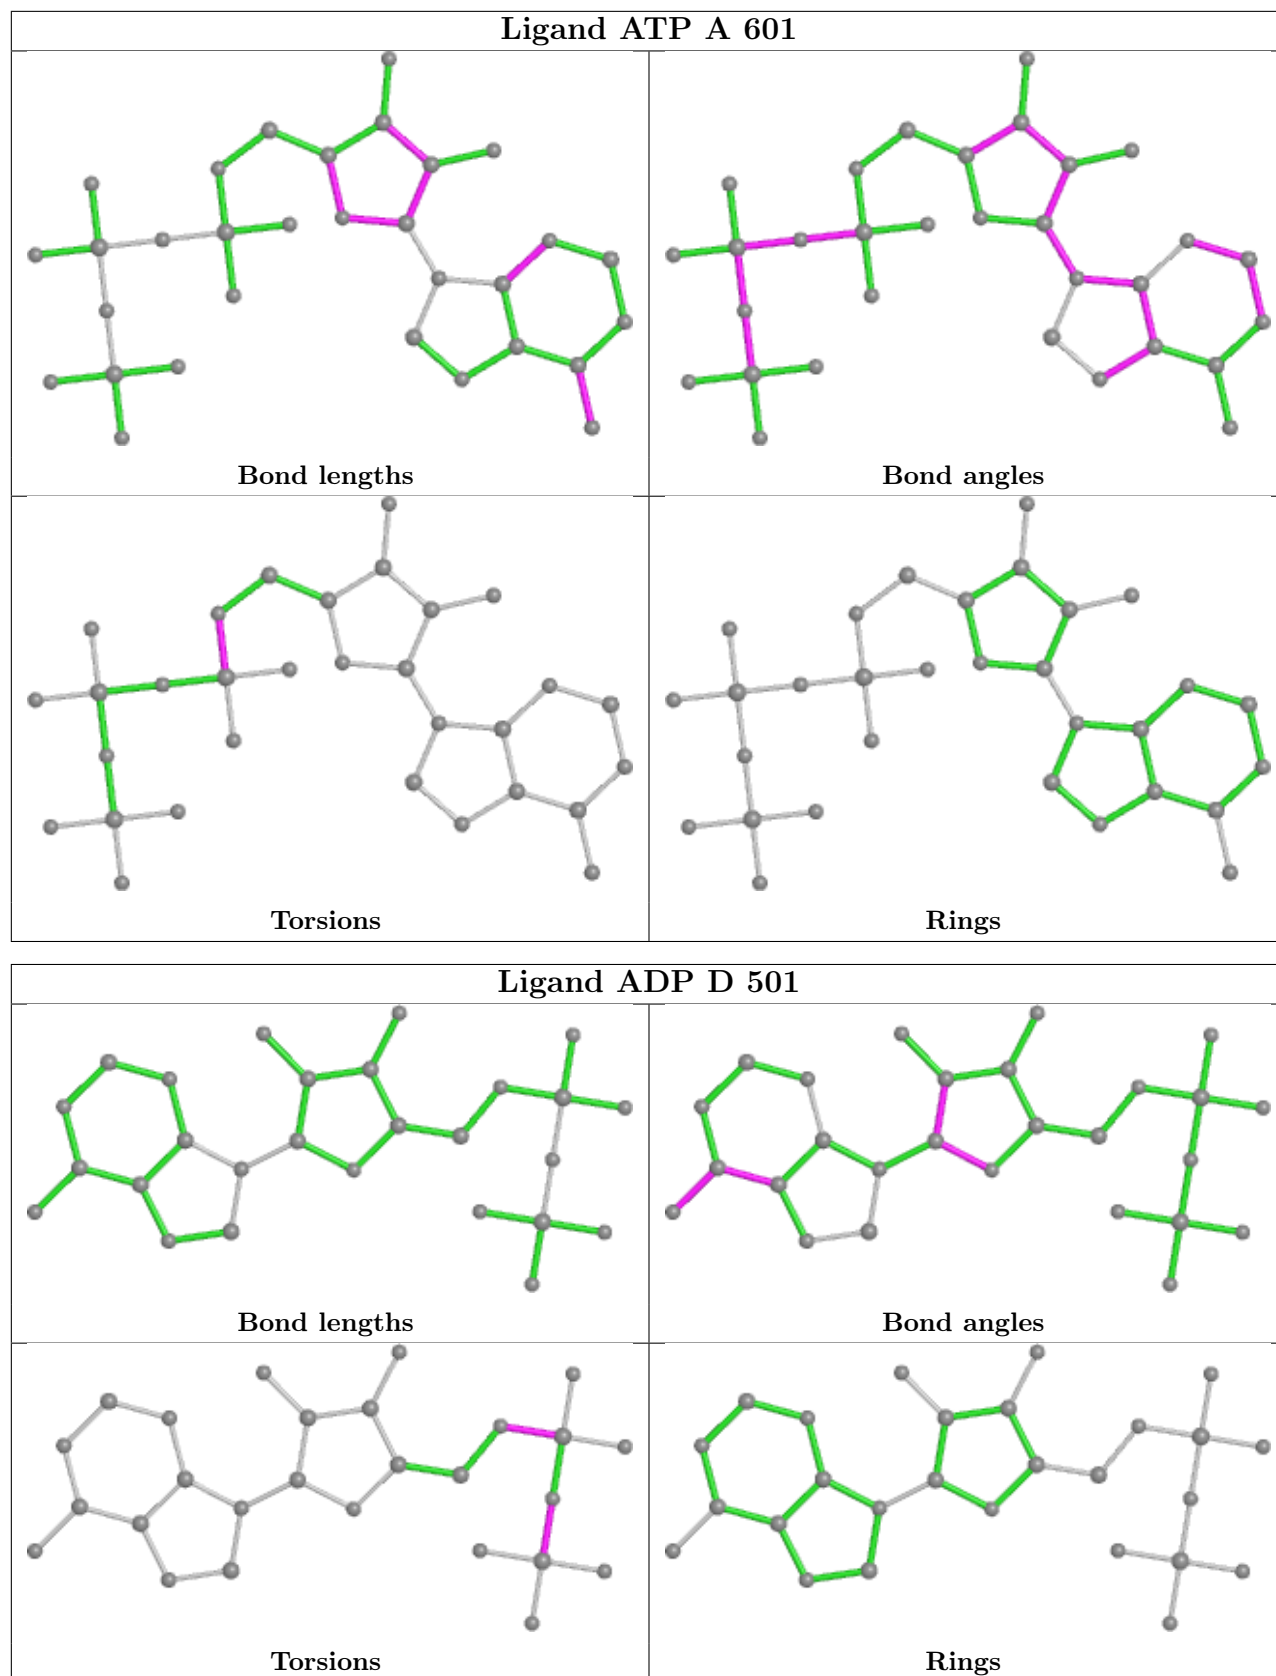 Ligand ATP A 601
Bond lengths
Bond angles
Torsions
Rings
Ligand ADP D 501
Bond lengths
Bond angles
Torsions
Rings